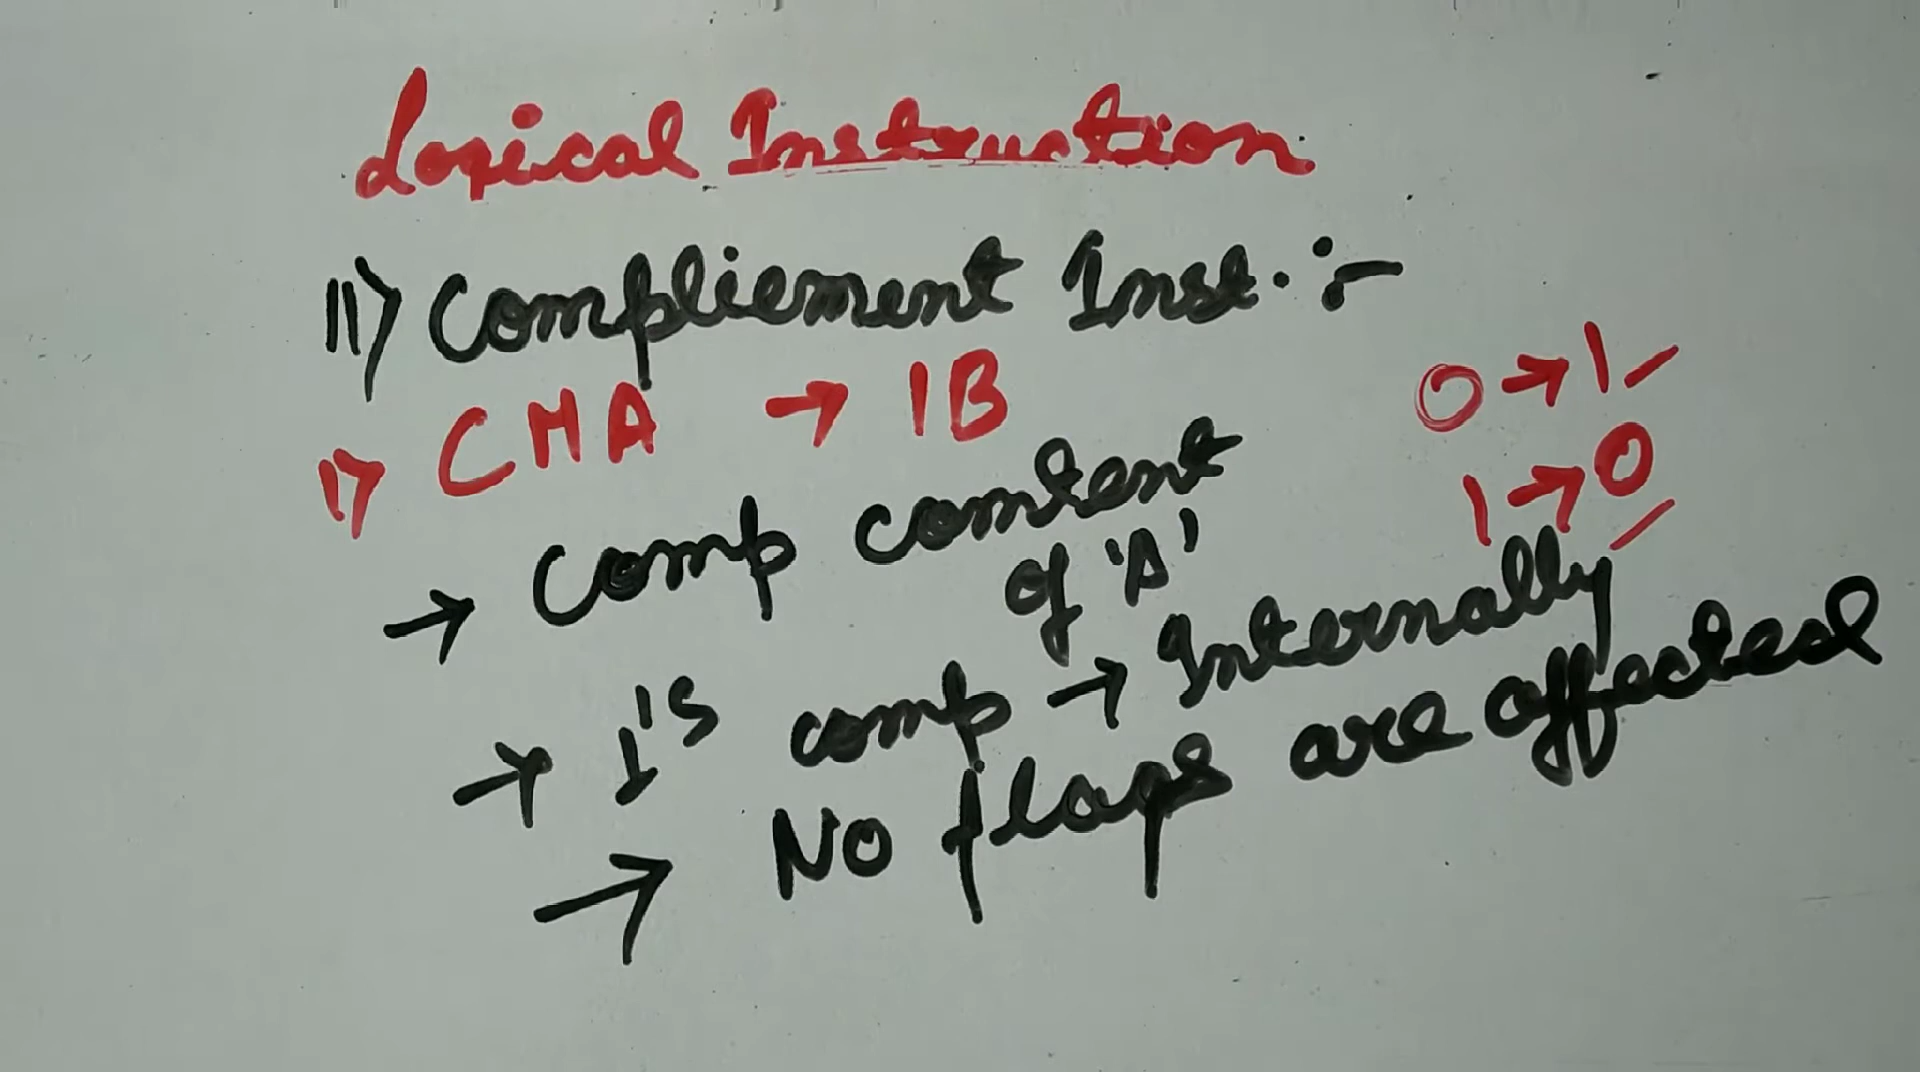 Logical Instruction
11) Compliement Inst. :-
1) CMA → 1B
0 → 1
1 → 0
→ Comp content
of 'A'
→ 1's comp → Internally
→ No flags are affected